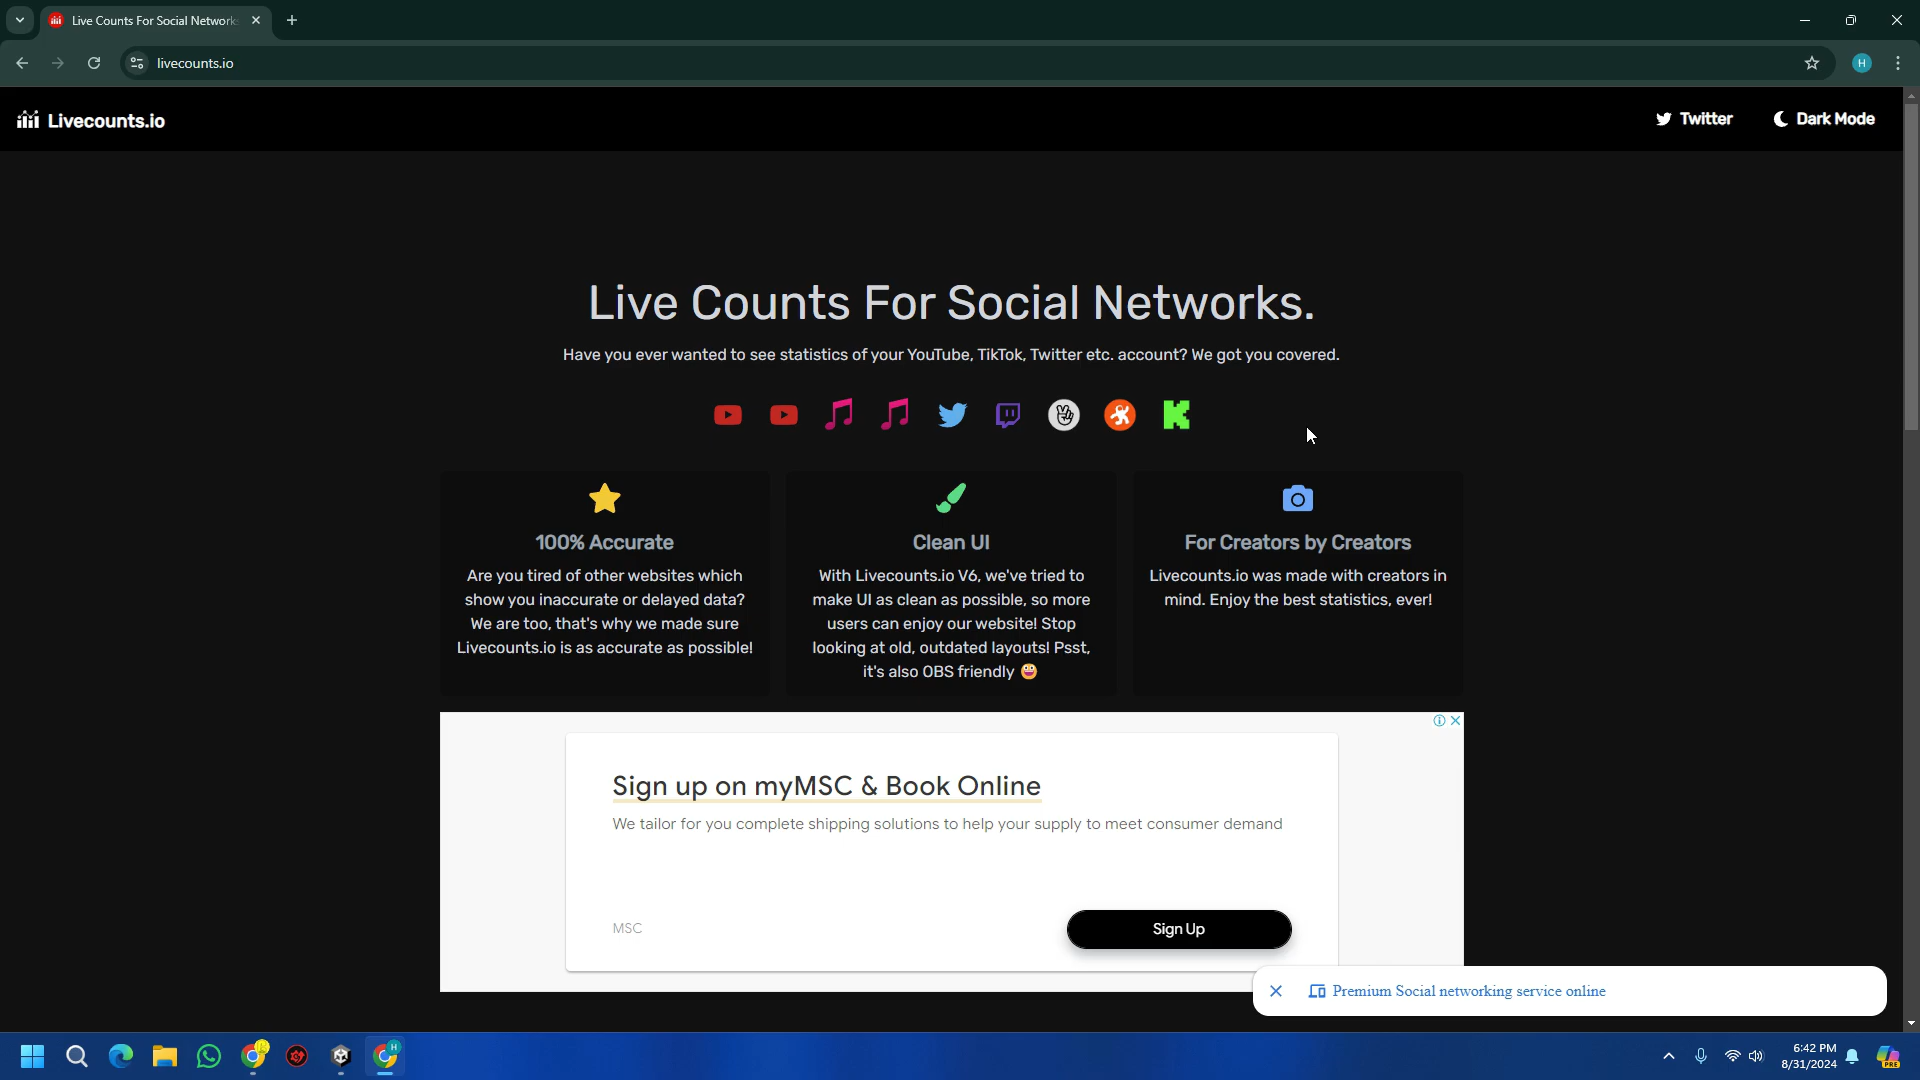 Live Counts For Social Network
livecounts.io
H
Livecounts.io
Twitter
Dark Mode
Live Counts For Social Networks.
Have you ever wanted to see statistics of your YouTube, TikTok, Twitter etc. account? We got you covered.
100% Accurate
Are you tired of other websites which
show you inaccurate or delayed data?
We are too, that's why we made sure
Livecounts.io is as accurate as possible!
Clean UI
With Livecounts.io V6, we've tried to
make UI as clean as possible, so more
users can enjoy our website! Stop
looking at old, outdated layouts! Psst,
it's also OBS friendly 😀
For Creators by Creators
Livecounts.io was made with creators in
mind. Enjoy the best statistics, ever!
Sign up on myMSC & Book Online
We tailor for you complete shipping solutions to help your supply to meet consumer demand
MSC
Sign Up
Premium Social networking service online
H
6:42 PM
8/31/2024
PRE